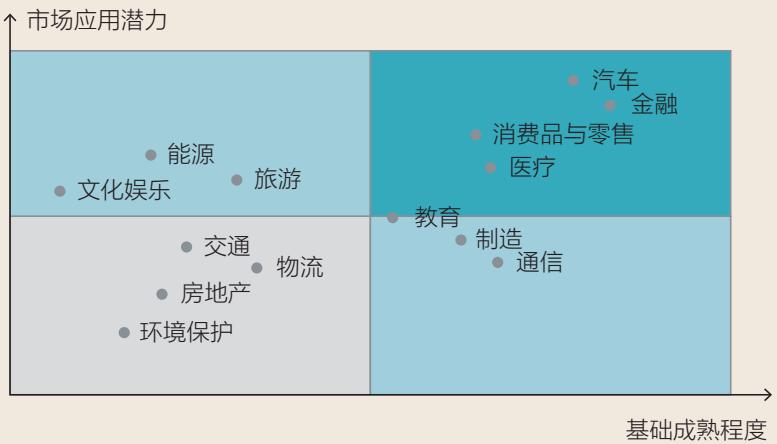 市场应用潜力
汽车
金融
消费品与零售
能源
医疗
旅游
文化娱乐
教育
制造
交通
通信
物流
房地产
环境保护
基础成熟程度